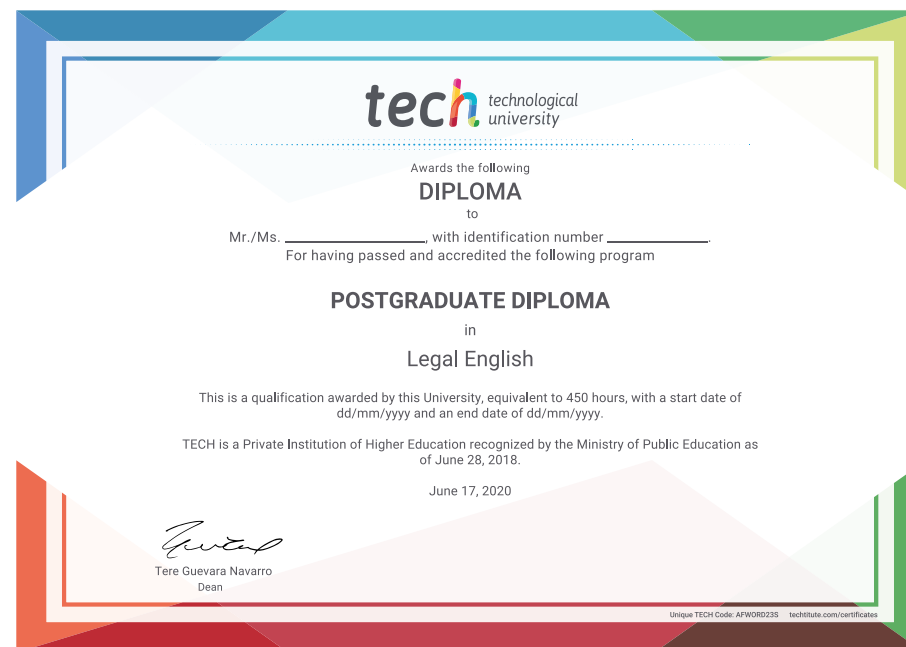 tech technological
university
Awards the following
DIPLOMA
to
Mr./Ms. ____________________, with identification number ______________.
For having passed and accredited the following program
POSTGRADUATE DIPLOMA
in
Legal English
This is a qualification awarded by this University, equivalent to 450 hours, with a start date of
dd/mm/yyyy and an end date of dd/mm/yyyy.
TECH is a Private Institution of Higher Education recognized by the Ministry of Public Education as
of June 28, 2018.
June 17, 2020
Tere Guevara Navarro
Dean
Unique TECH Code: AFWORD23S techtitute.com/certificates